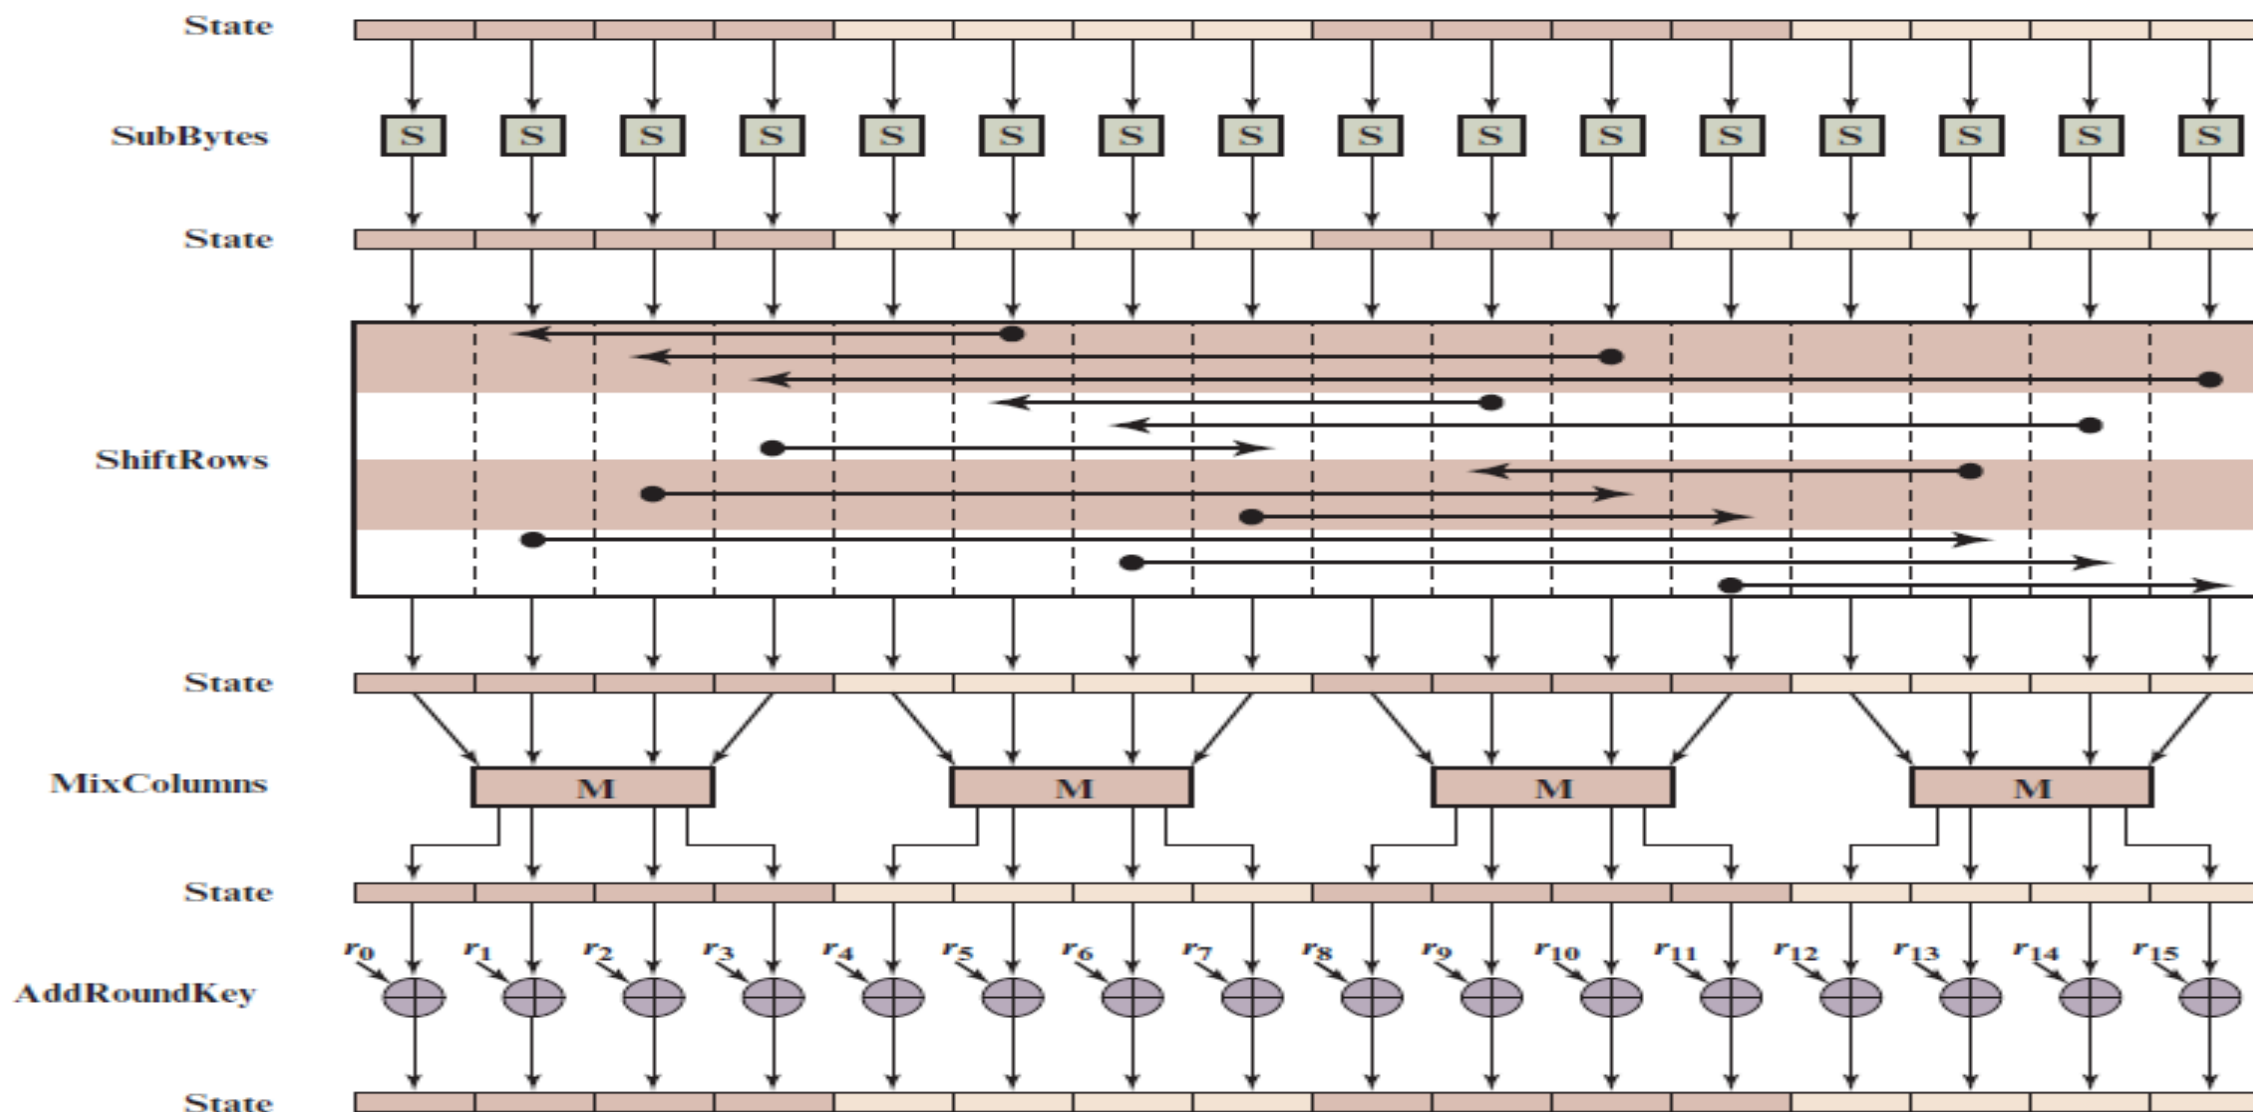 State
SubBytes S S S S S S S S S S S S S S S S
State
ShiftRows
State
MixColumns M M M M
State
r0 r1 r2 r3 r4 r5 r6 r7 r8 r9 r10 r11 r12 r13 r14 r15
AddRoundKey
State